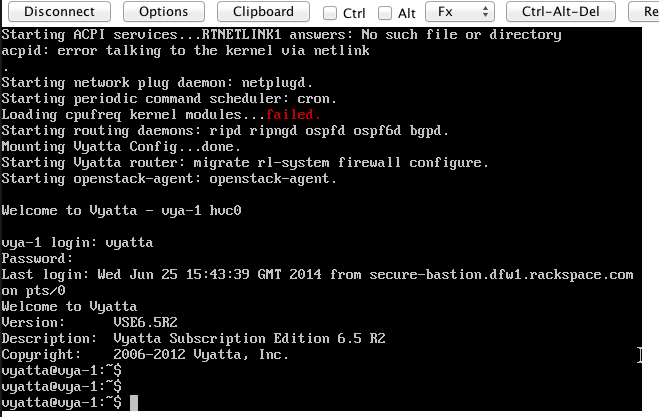 Disconnect Options Clipboard Ctrl Alt Fx Ctrl-Alt-Del Re
Starting ACPI services...RTNETLINK1 answers: No such file or directory
acpid: error talking to the kernel via netlink
.
Starting network plug daemon: netplugd.
Starting periodic command scheduler: cron.
Loading cpufreq kernel modules...failed.
Starting routing daemons: ripd ripngd ospfd ospf6d bgpd.
Mounting Vyatta Config...done.
Starting Vyatta router: migrate rl-system firewall configure.
Starting openstack-agent: openstack-agent.
Welcome to Vyatta - vya-1 hvc0
vya-1 login: vyatta
Password:
Last login: Wed Jun 25 15:43:39 GMT 2014 from secure-bastion.dfw1.rackspace.com
on pts/0
Welcome to Vyatta
Version: VSE6.5R2
Description: Vyatta Subscription Edition 6.5 R2
Copyright: 2006-2012 Vyatta, Inc.
vyatta@vya-1:~$
vyatta@vya-1:~$
vyatta@vya-1:~$